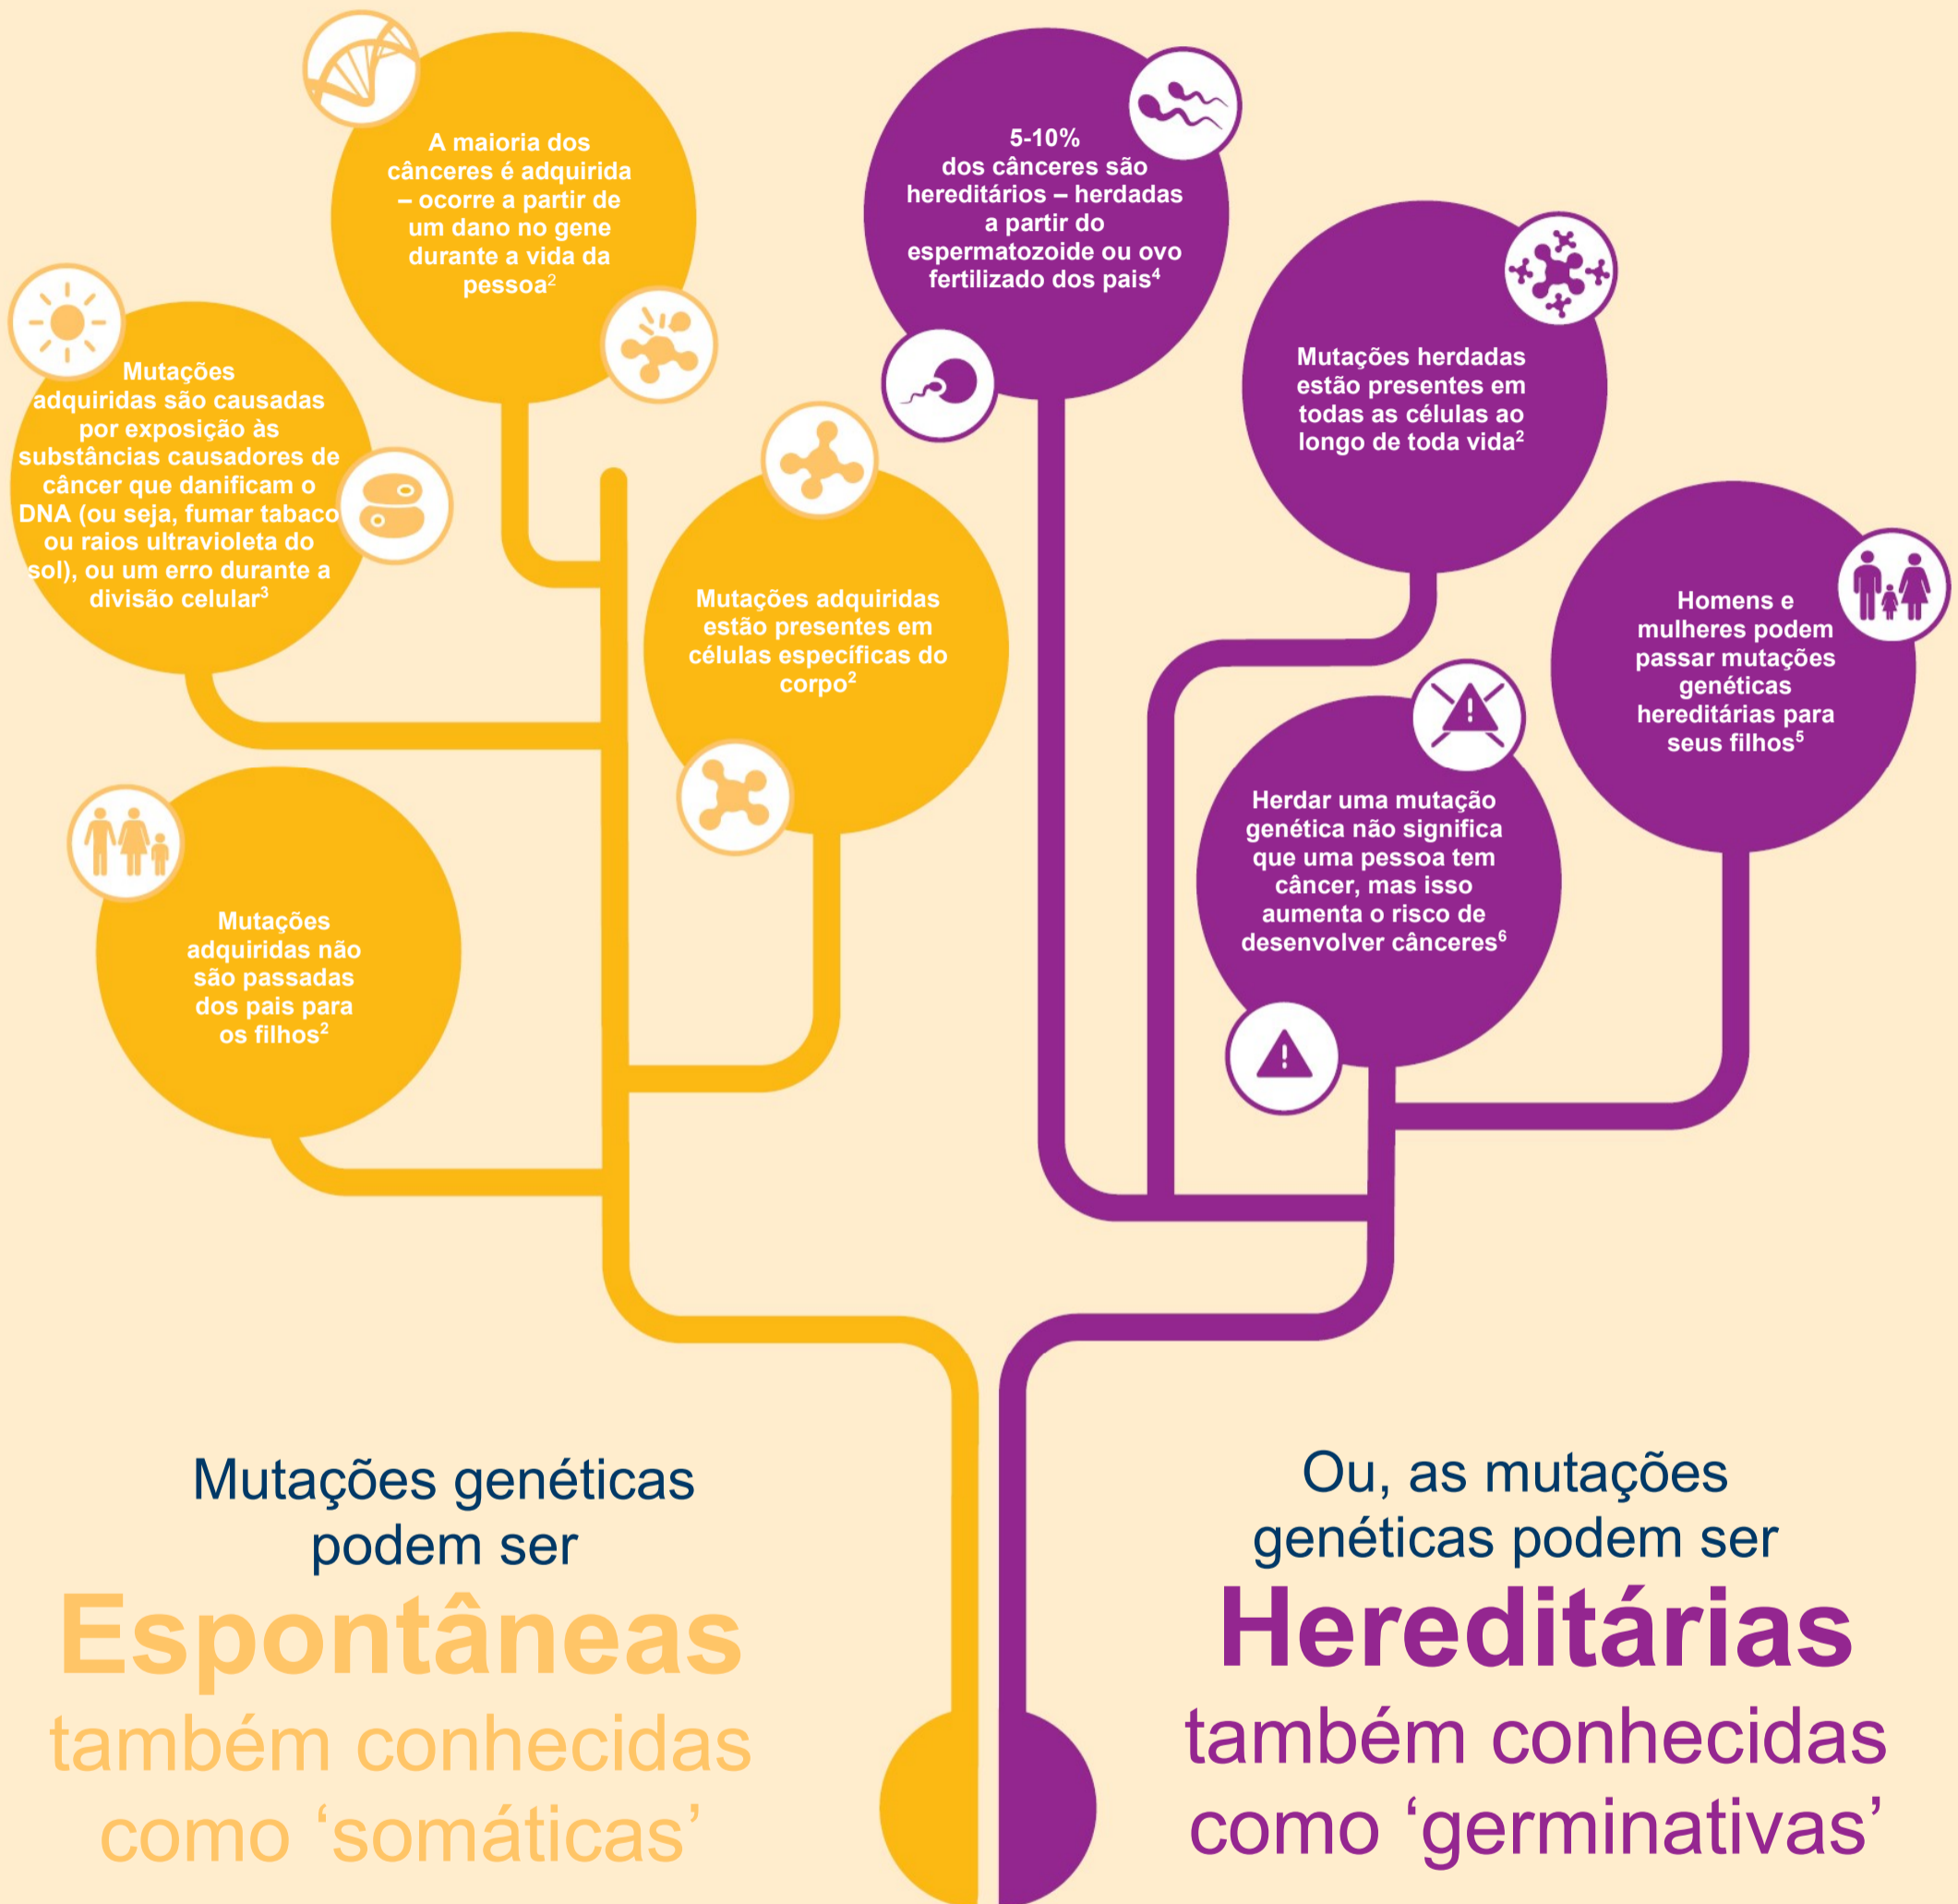 A maioria dos
cânceres é adquirida
– ocorre a partir de
um dano no gene
durante a vida da
pessoa²
Mutações
adquiridas são causadas
por exposição às
substâncias causadores de
câncer que danificam o
DNA (ou seja, fumar tabaco
ou raios ultravioleta do
sol), ou um erro durante a
divisão celular³
Mutações adquiridas
estão presentes em
células específicas do
corpo²
Mutações
adquiridas não
são passadas
dos pais para
os filhos²
5-10%
dos cânceres são
hereditários – herdadas
a partir do
espermatozoide ou ovo
fertilizado dos pais⁴
Mutações herdadas
estão presentes em
todas as células ao
longo de toda vida²
Homens e
mulheres podem
passar mutações
genéticas
hereditárias para
seus filhos⁵
Herdar uma mutação
genética não significa
que uma pessoa tem
câncer, mas isso
aumenta o risco de
desenvolver cânceres⁶
Mutações genéticas
podem ser
Espontâneas
também conhecidas
como ‘somáticas’
Ou, as mutações
genéticas podem ser
Hereditárias
também conhecidas
como ‘germinativas’